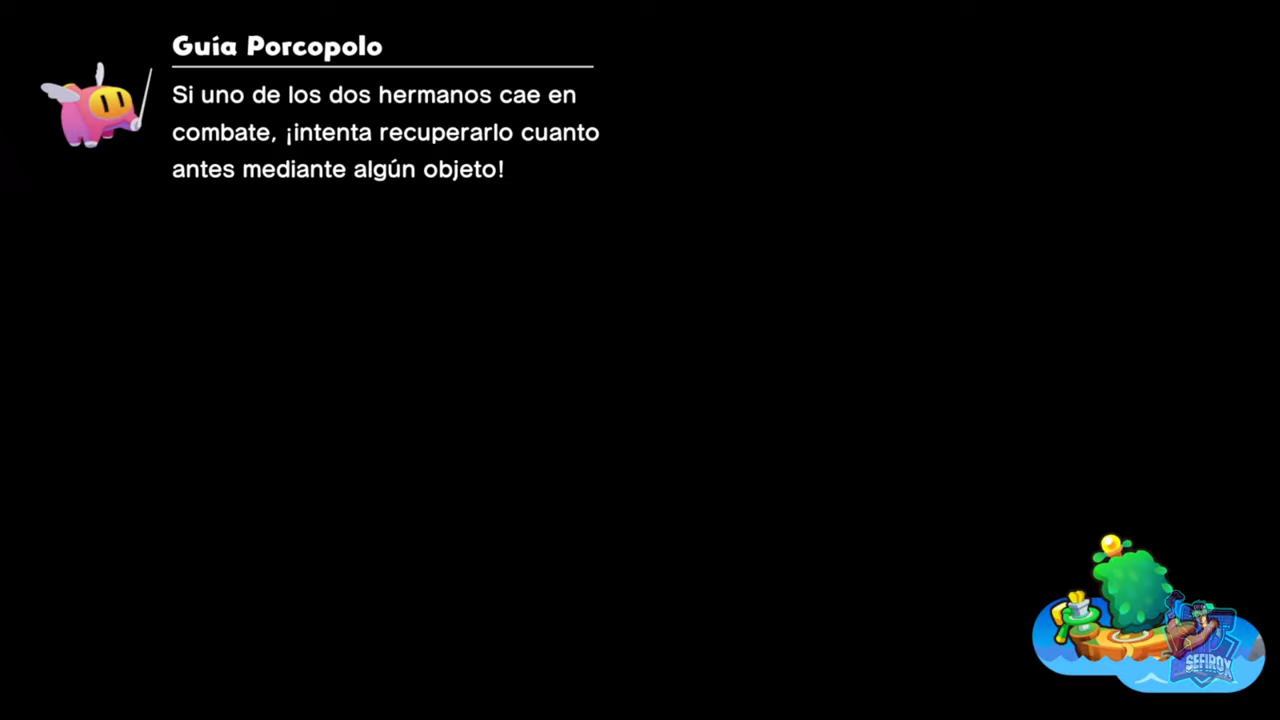 Guía Porcopolo
Si uno de los dos hermanos cae en
combate, ¡intenta recuperarlo cuanto
antes mediante algún objeto!
SEFIROX